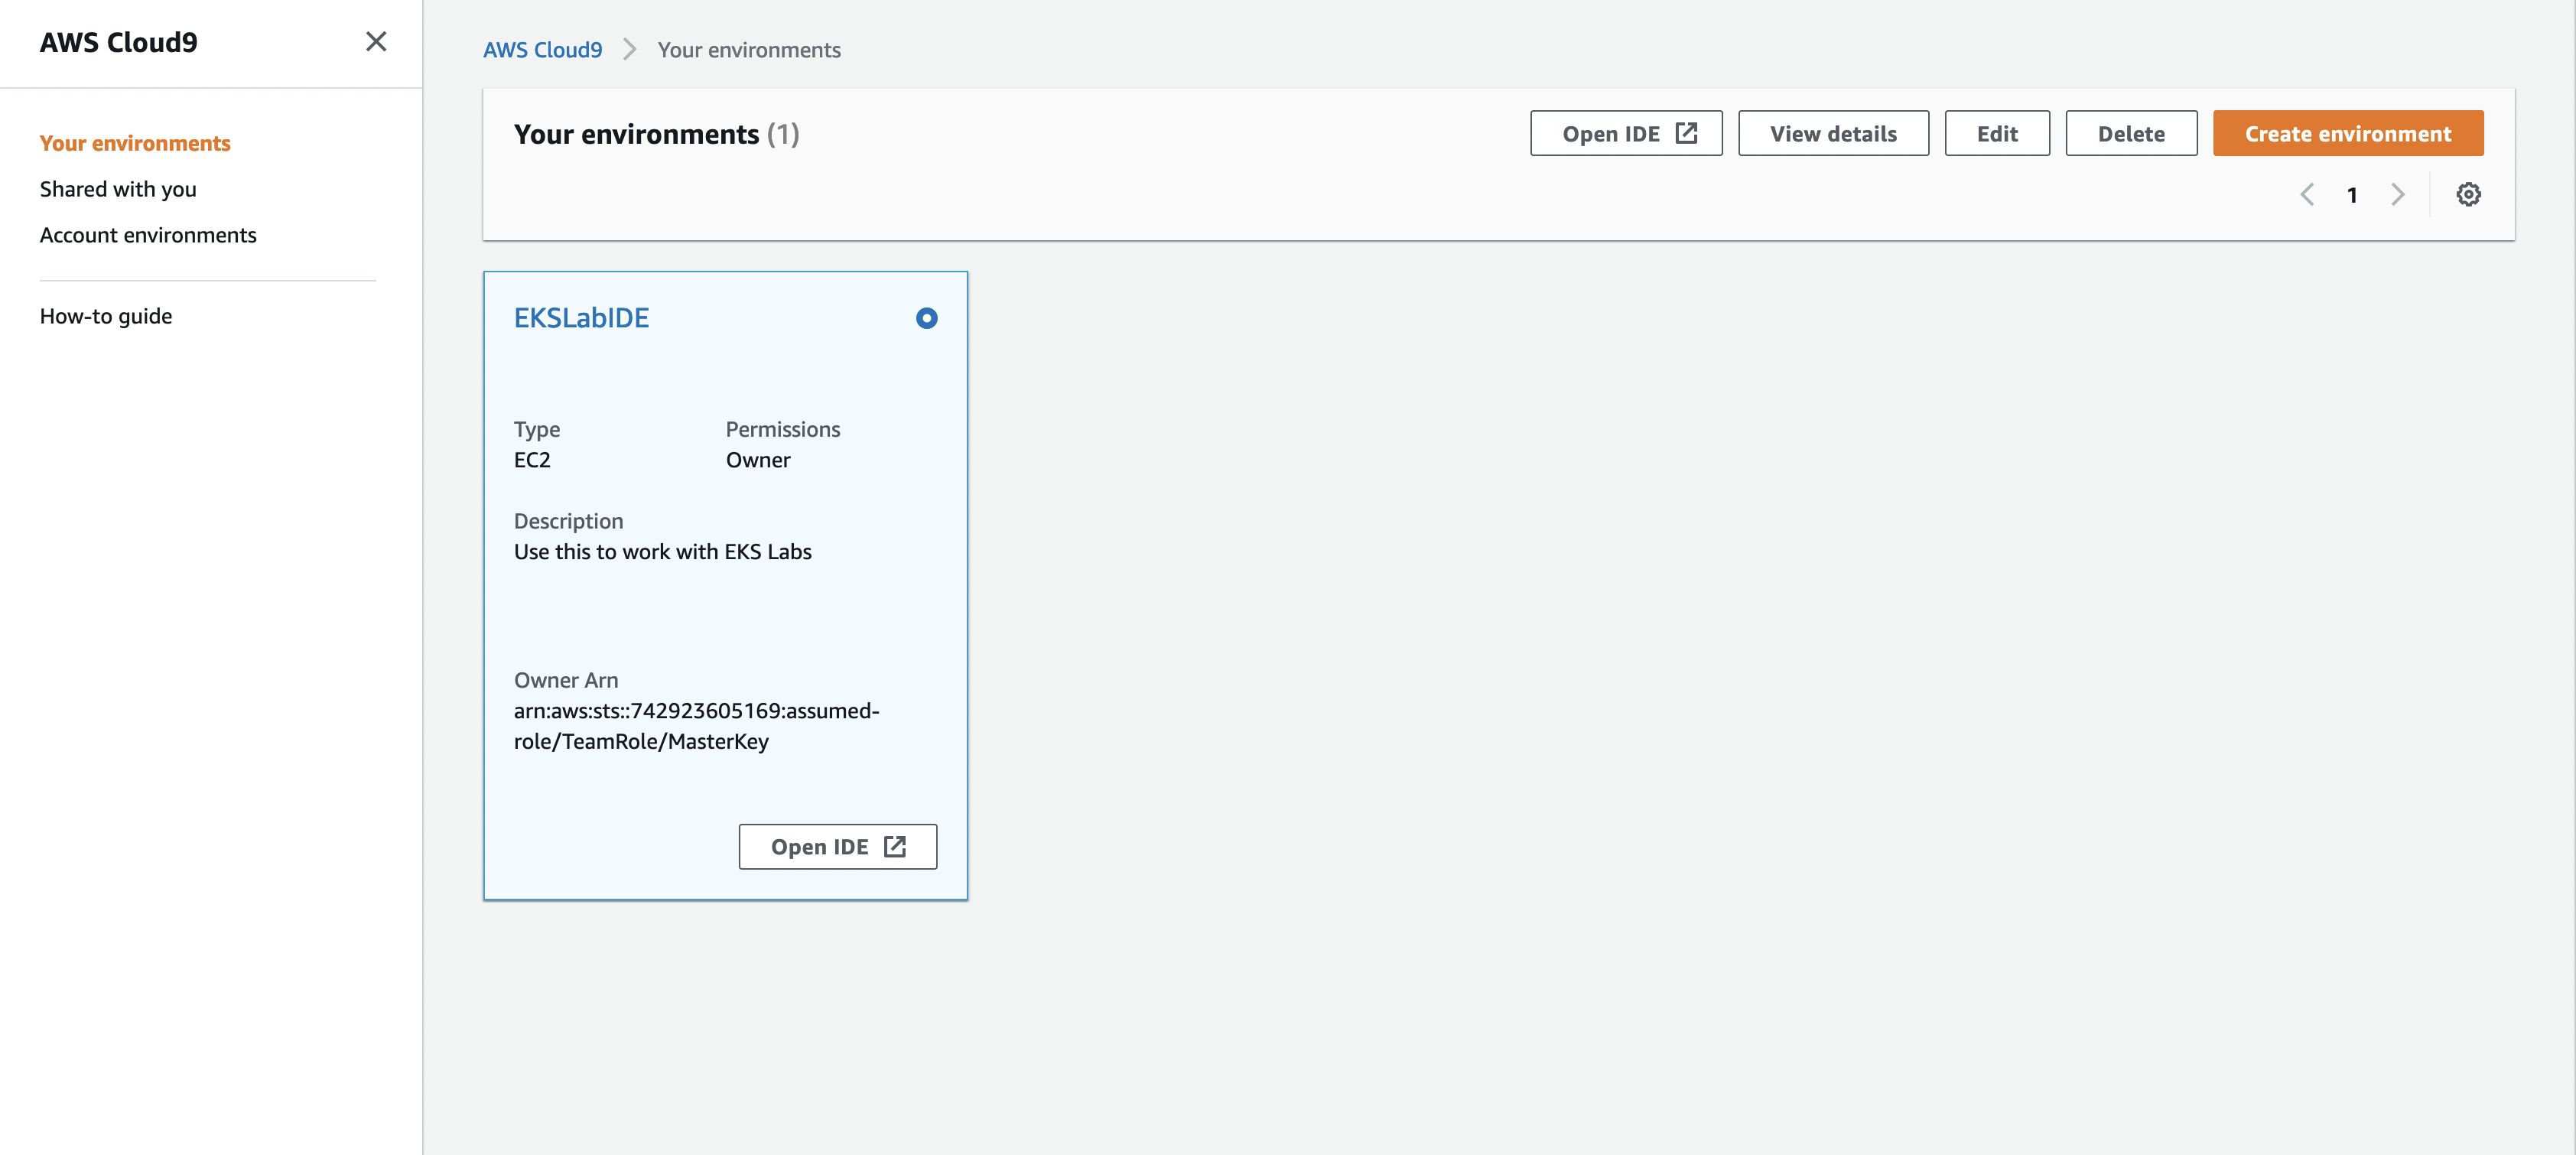 AWS Cloud9
Your environments
Shared with you
Account environments
How-to guide
AWS Cloud9 Your environments
Your environments (1)
Open IDE View details Edit Delete Create environment
1
EKSLabIDE
Type Permissions
EC2 Owner
Description
Use this to work with EKS Labs
Owner Arn
arn:aws:sts::742923605169:assumed-
role/TeamRole/MasterKey
Open IDE